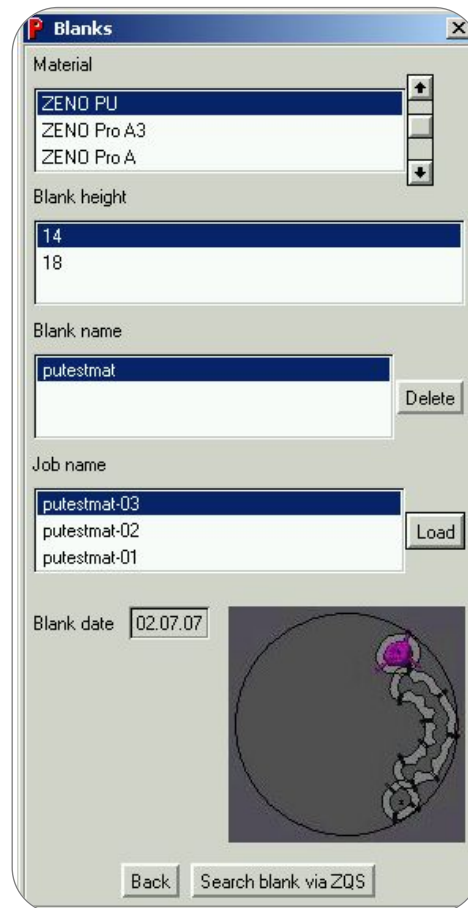 P Blanks
Material
ZENO PU
ZENO Pro A3
ZENO Pro A
Blank height
14
18
Blank name
putestmat
Delete
Job name
putestmat-03
putestmat-02
Load
putestmat-01
Blank date 02.07.07
Back Search blank via ZQS